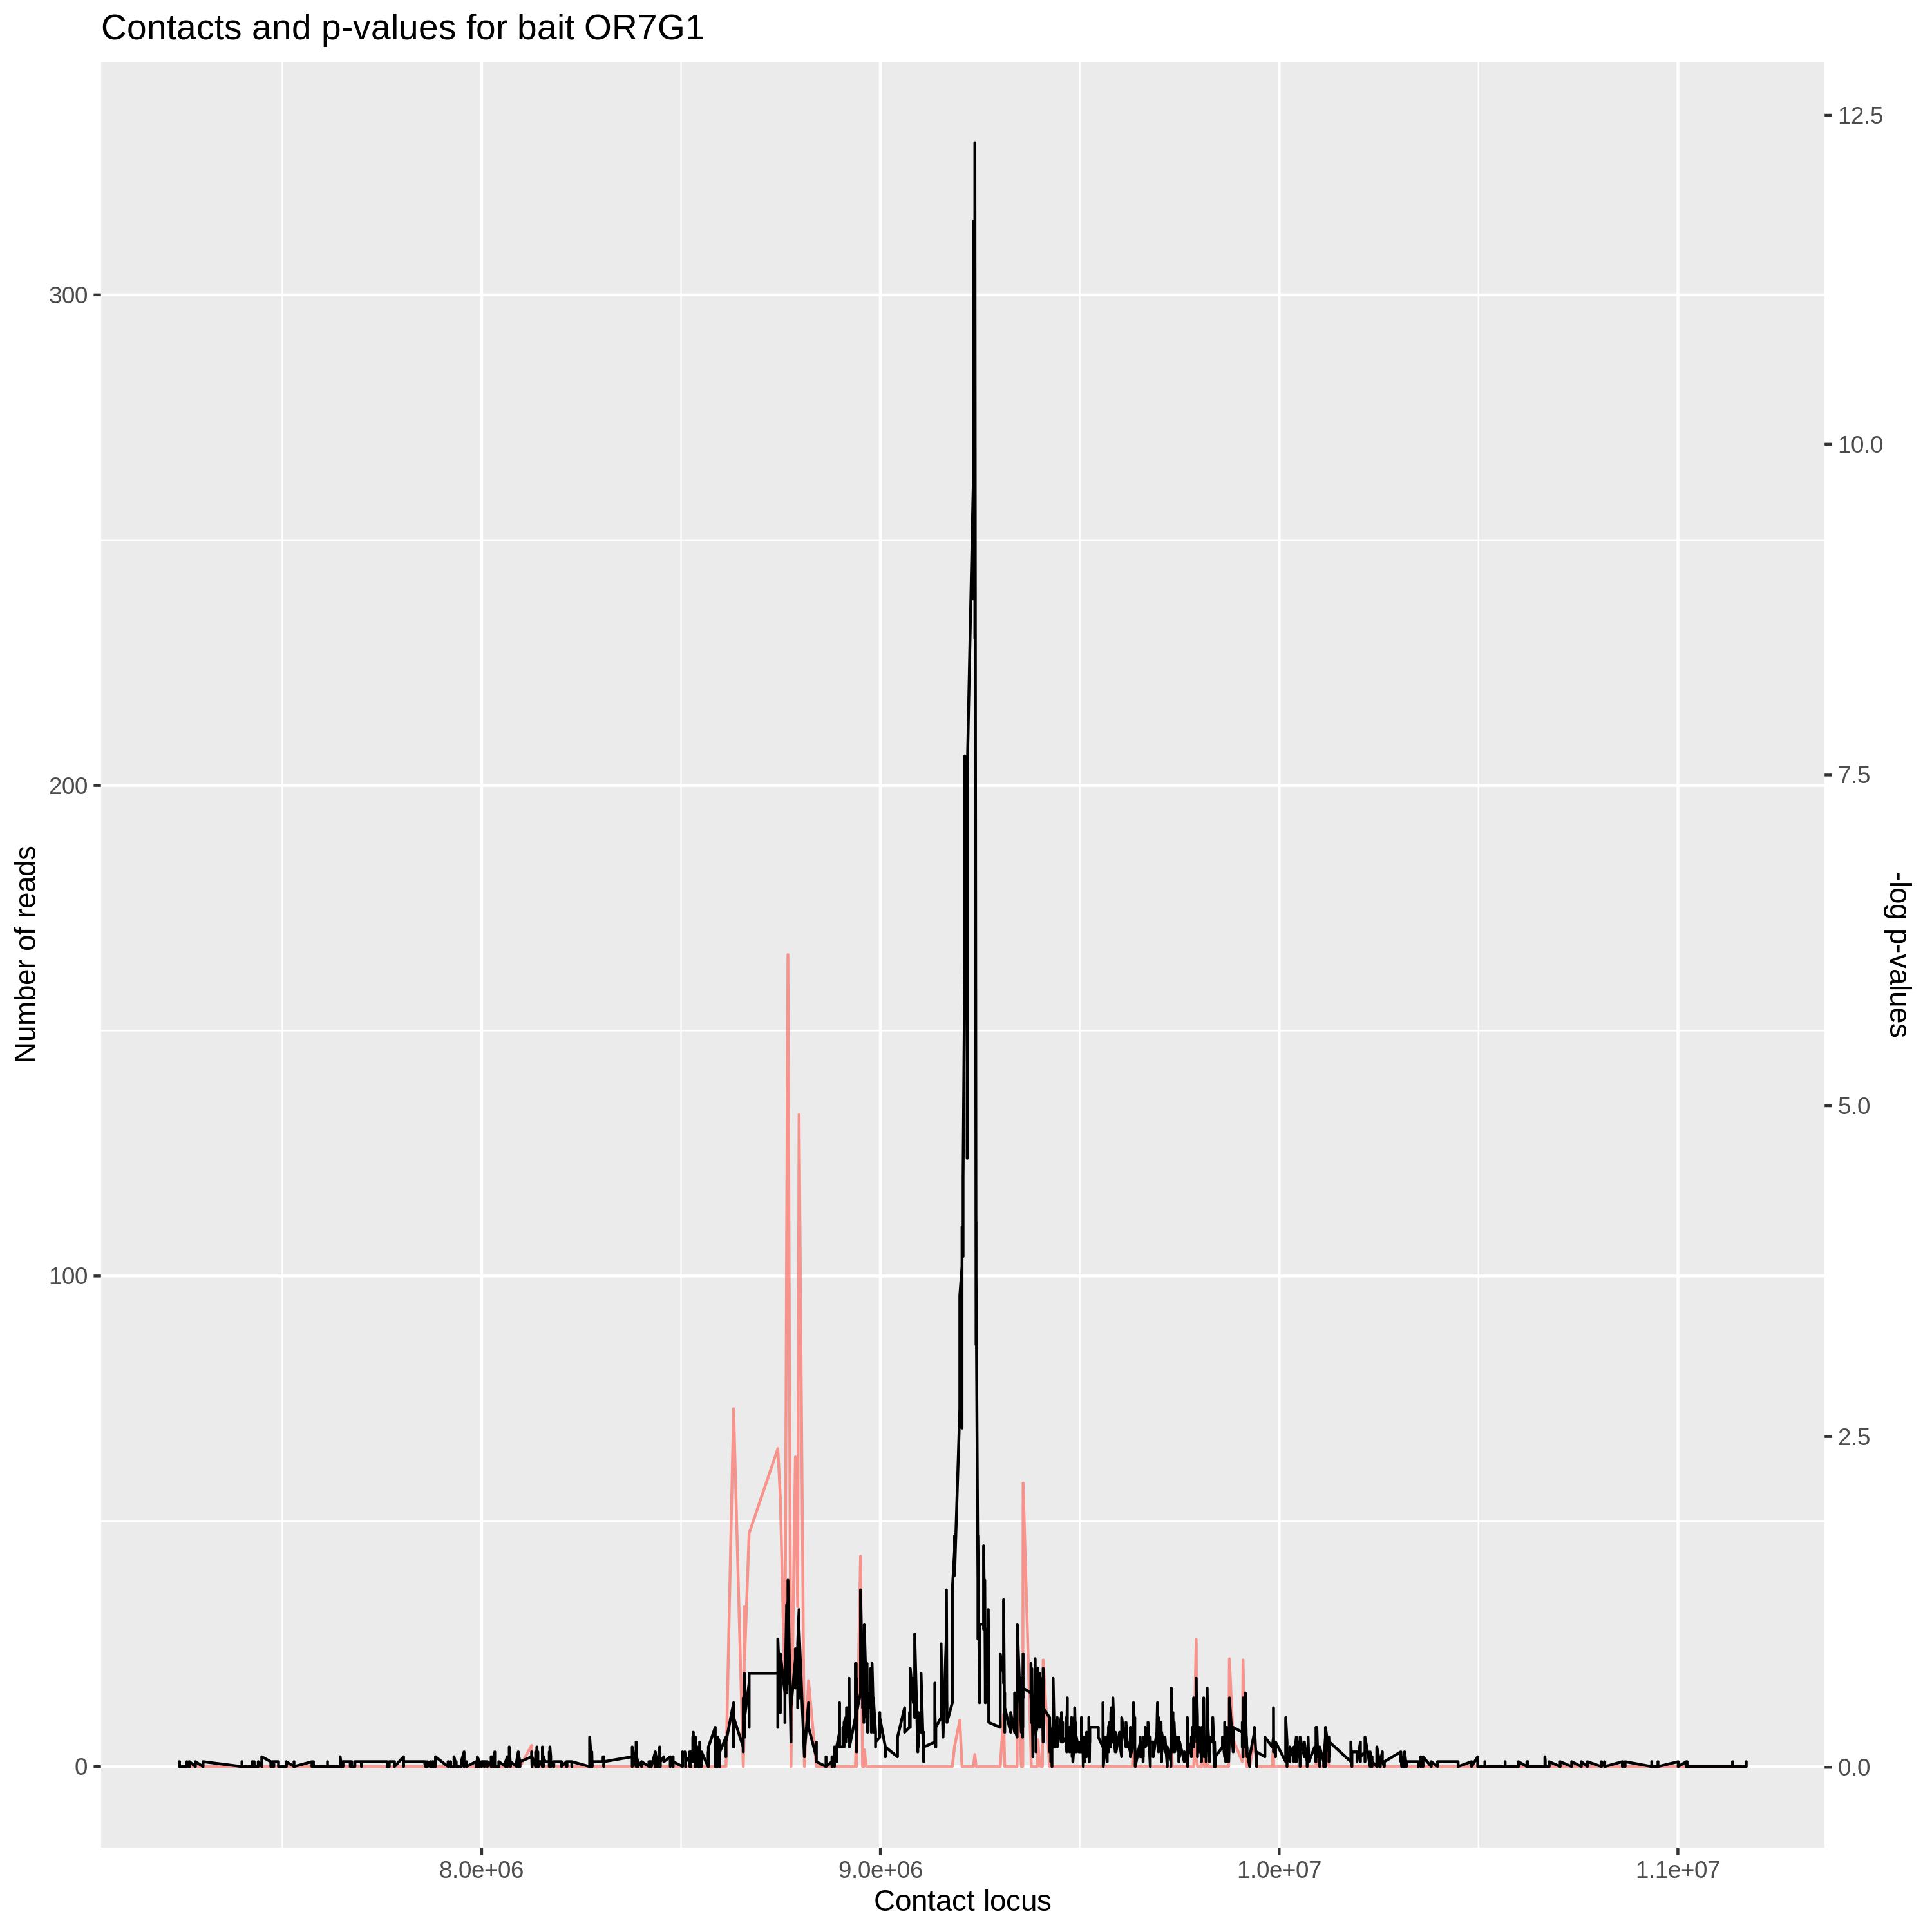 Contacts and p-values for bait OR7G1
12.5
300
10.0
200
7.5
Number of reads
-log p-values
5.0
100
2.5
0
0.0
8.0e+06
9.0e+06
1.0e+07
1.1e+07
Contact locus